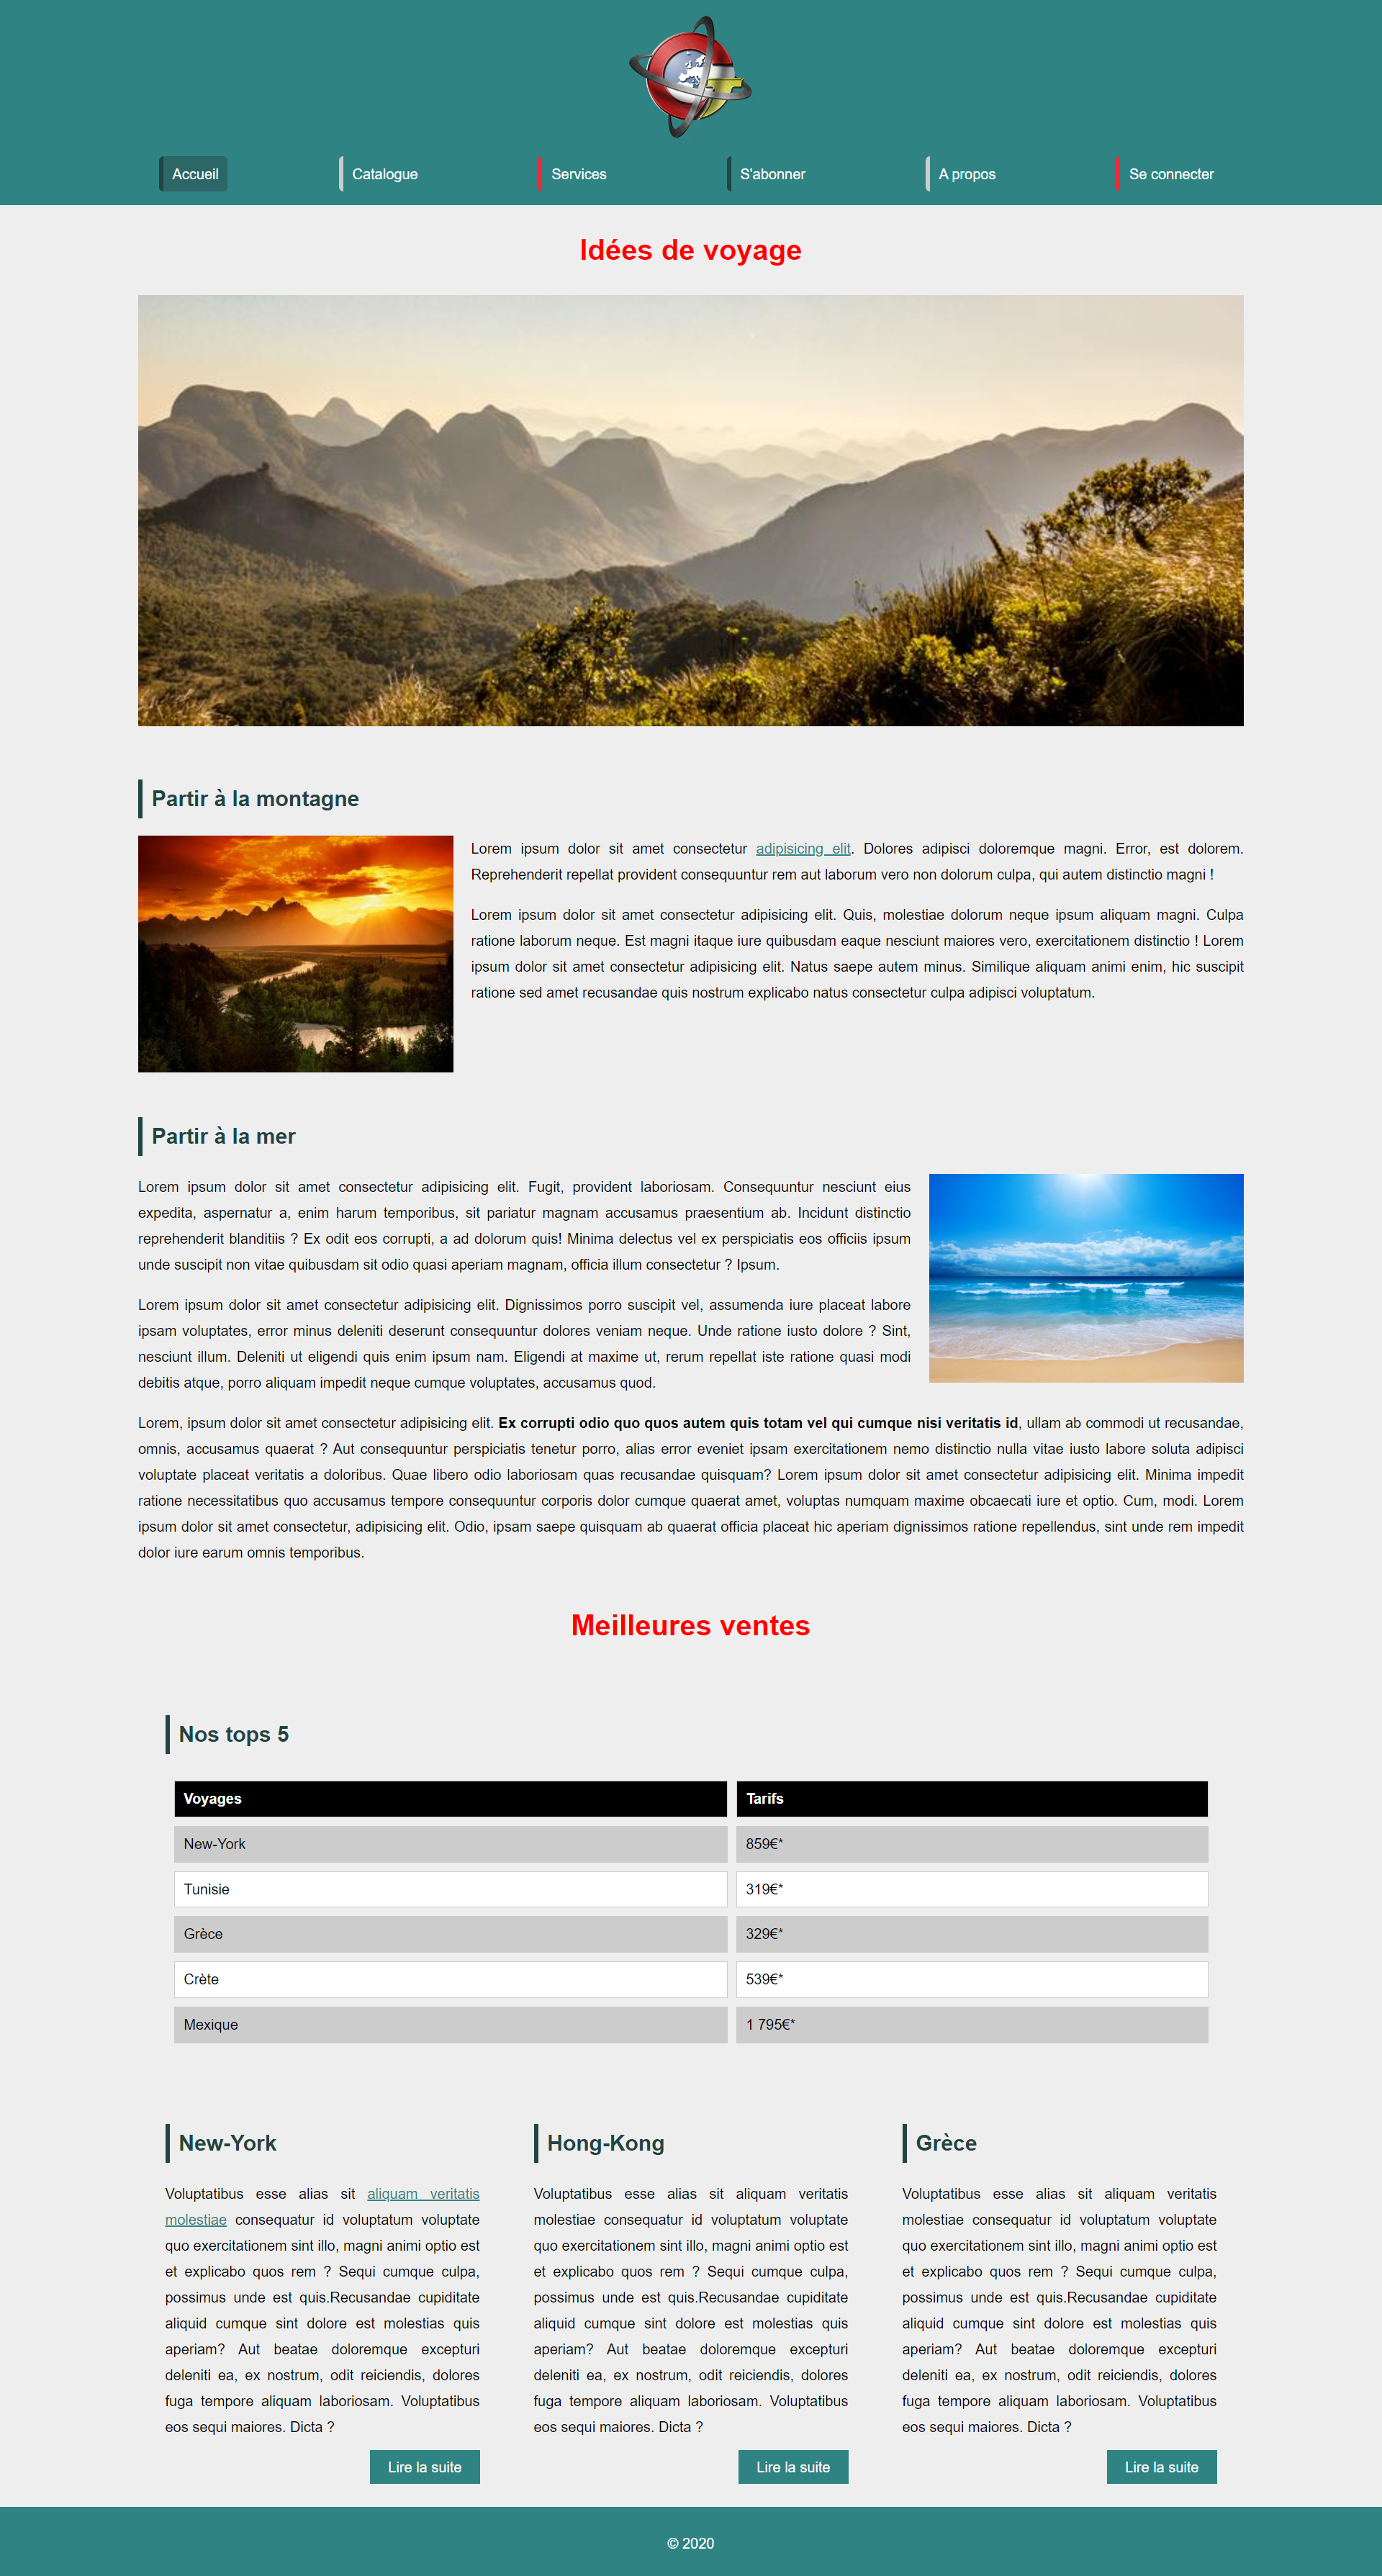 Accueil
Catalogue
Services
S'abonner
A propos
Se connecter
Idées de voyage
Partir à la montagne
Lorem ipsum dolor sit amet consectetur adipisicing elit. Dolores adipisci doloremque magni. Error, est dolorem.
Reprehenderit repellat provident consequuntur rem aut laborum vero non dolorum culpa, qui autem distinctio magni !
Lorem ipsum dolor sit amet consectetur adipisicing elit. Quis, molestiae dolorum neque ipsum aliquam magni. Culpa
ratione laborum neque. Est magni itaque iure quibusdam eaque nesciunt maiores vero, exercitationem distinctio ! Lorem
ipsum dolor sit amet consectetur adipisicing elit. Natus saepe autem minus. Similique aliquam animi enim, hic suscipit
ratione sed amet recusandae quis nostrum explicabo natus consectetur culpa adipisci voluptatum.
Partir à la mer
Lorem ipsum dolor sit amet consectetur adipisicing elit. Fugit, provident laboriosam. Consequuntur nesciunt eius
expedita, aspernatur a, enim harum temporibus, sit pariatur magnam accusamus praesentium ab. Incidunt distinctio
reprehenderit blanditiis ? Ex odit eos corrupti, a ad dolorum quis! Minima delectus vel ex perspiciatis eos officiis ipsum
unde suscipit non vitae quibusdam sit odio quasi aperiam magnam, officia illum consectetur ? Ipsum.
Lorem ipsum dolor sit amet consectetur adipisicing elit. Dignissimos porro suscipit vel, assumenda iure placeat labore
ipsam voluptates, error minus deleniti deserunt consequuntur dolores veniam neque. Unde ratione iusto dolore ? Sint,
nesciunt illum. Deleniti ut eligendi quis enim ipsum nam. Eligendi at maxime ut, rerum repellat iste ratione quasi modi
debitis atque, porro aliquam impedit neque cumque voluptates, accusamus quod.
Lorem, ipsum dolor sit amet consectetur adipisicing elit. Ex corrupti odio quo quos autem quis totam vel qui cumque nisi veritatis id, ullam ab commodi ut recusandae,
omnis, accusamus quaerat ? Aut consequuntur perspiciatis tenetur porro, alias error eveniet ipsam exercitationem nemo distinctio nulla vitae iusto labore soluta adipisci
voluptate placeat veritatis a doloribus. Quae libero odio laboriosam quas recusandae quisquam? Lorem ipsum dolor sit amet consectetur adipisicing elit. Minima impedit
ratione necessitatibus quo accusamus tempore consequuntur corporis dolor cumque quaerat amet, voluptas numquam maxime obcaecati iure et optio. Cum, modi. Lorem
ipsum dolor sit amet consectetur, adipisicing elit. Odio, ipsam saepe quisquam ab quaerat officia placeat hic aperiam dignissimos ratione repellendus, sint unde rem impedit
dolor iure earum omnis temporibus.
Meilleures ventes
Nos tops 5
Voyages
Tarifs
New-York
859€*
Tunisie
319€*
Grèce
329€*
Crète
539€*
Mexique
1 795€*
New-York
Voluptatibus esse alias sit aliquam veritatis
molestiae consequatur id voluptatum voluptate
quo exercitationem sint illo, magni animi optio est
et explicabo quos rem ? Sequi cumque culpa,
possimus unde est quis.Recusandae cupiditate
aliquid cumque sint dolore est molestias quis
aperiam? Aut beatae doloremque excepturi
deleniti ea, ex nostrum, odit reiciendis, dolores
fuga tempore aliquam laboriosam. Voluptatibus
eos sequi maiores. Dicta ?
Lire la suite
Hong-Kong
Voluptatibus esse alias sit aliquam veritatis
molestiae consequatur id voluptatum voluptate
quo exercitationem sint illo, magni animi optio est
et explicabo quos rem ? Sequi cumque culpa,
possimus unde est quis.Recusandae cupiditate
aliquid cumque sint dolore est molestias quis
aperiam? Aut beatae doloremque excepturi
deleniti ea, ex nostrum, odit reiciendis, dolores
fuga tempore aliquam laboriosam. Voluptatibus
eos sequi maiores. Dicta ?
Lire la suite
Grèce
Voluptatibus esse alias sit aliquam veritatis
molestiae consequatur id voluptatum voluptate
quo exercitationem sint illo, magni animi optio est
et explicabo quos rem ? Sequi cumque culpa,
possimus unde est quis.Recusandae cupiditate
aliquid cumque sint dolore est molestias quis
aperiam? Aut beatae doloremque excepturi
deleniti ea, ex nostrum, odit reiciendis, dolores
fuga tempore aliquam laboriosam. Voluptatibus
eos sequi maiores. Dicta ?
Lire la suite
© 2020